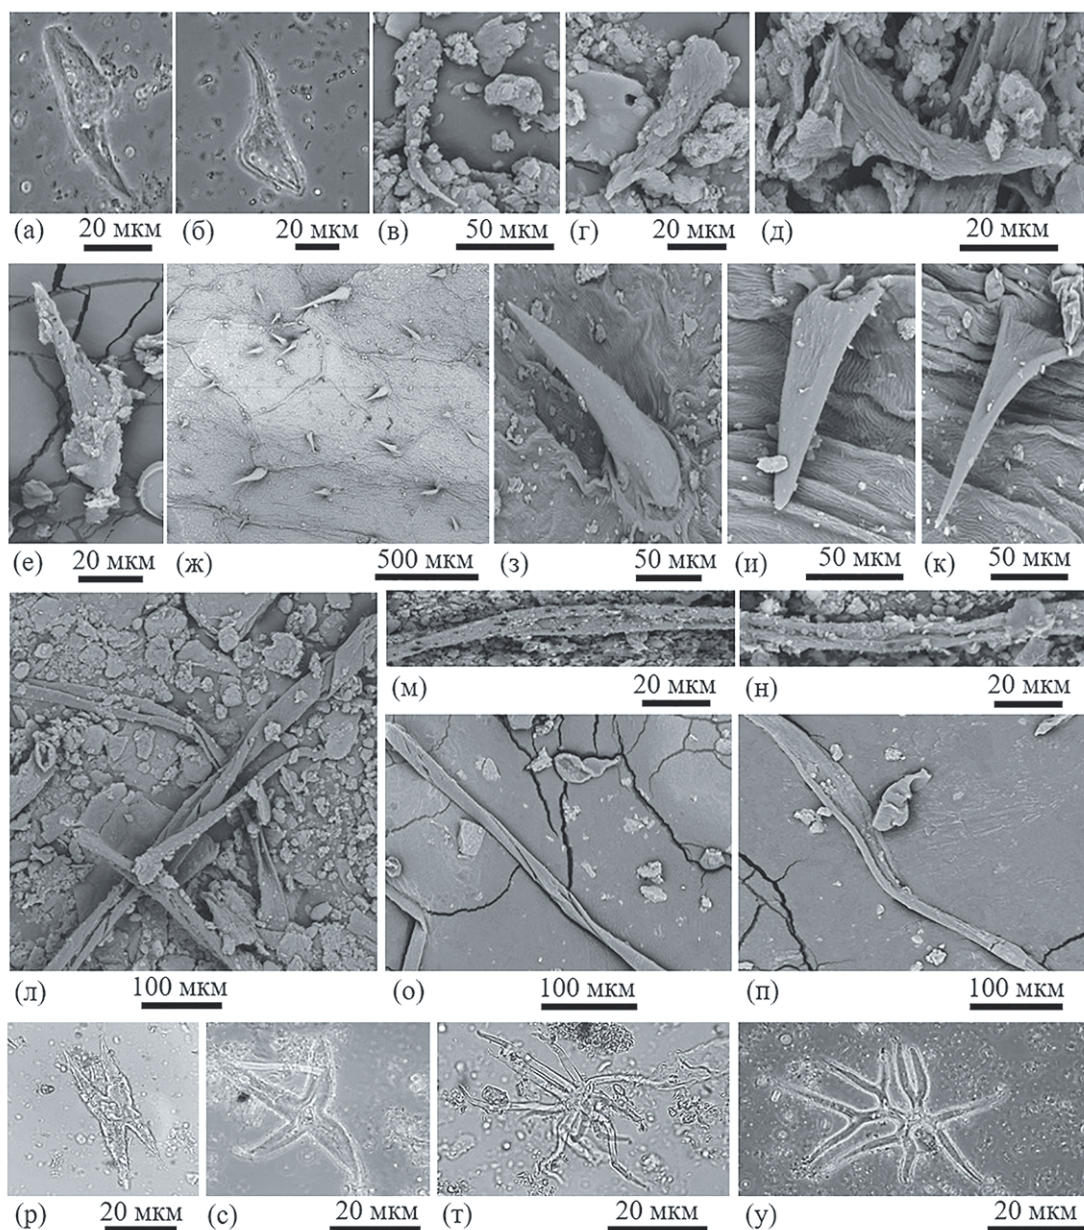 (а) 20 мкм (б) 20 мкм (в) 50 мкм (г) 20 мкм (д) 20 мкм
(е) 20 мкм (ж) 500 мкм (з) 50 мкм (и) 50 мкм (к) 50 мкм
(м) 20 мкм (н) 20 мкм
(л) 100 мкм (о) 100 мкм (п) 100 мкм
(р) 20 мкм (с) 20 мкм (т) 20 мкм (у) 20 мкм